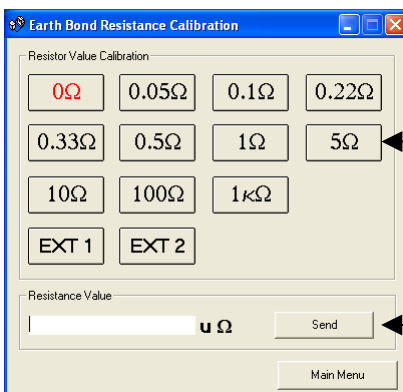 Earth Bond Resistance Calibration
Resistor Value Calibration
0Ω 0.05Ω 0.1Ω 0.22Ω
0.33Ω 0.5Ω 1Ω 5Ω
10Ω 100Ω 1κΩ
EXT 1 EXT 2
Resistance Value
u Ω Send
Main Menu